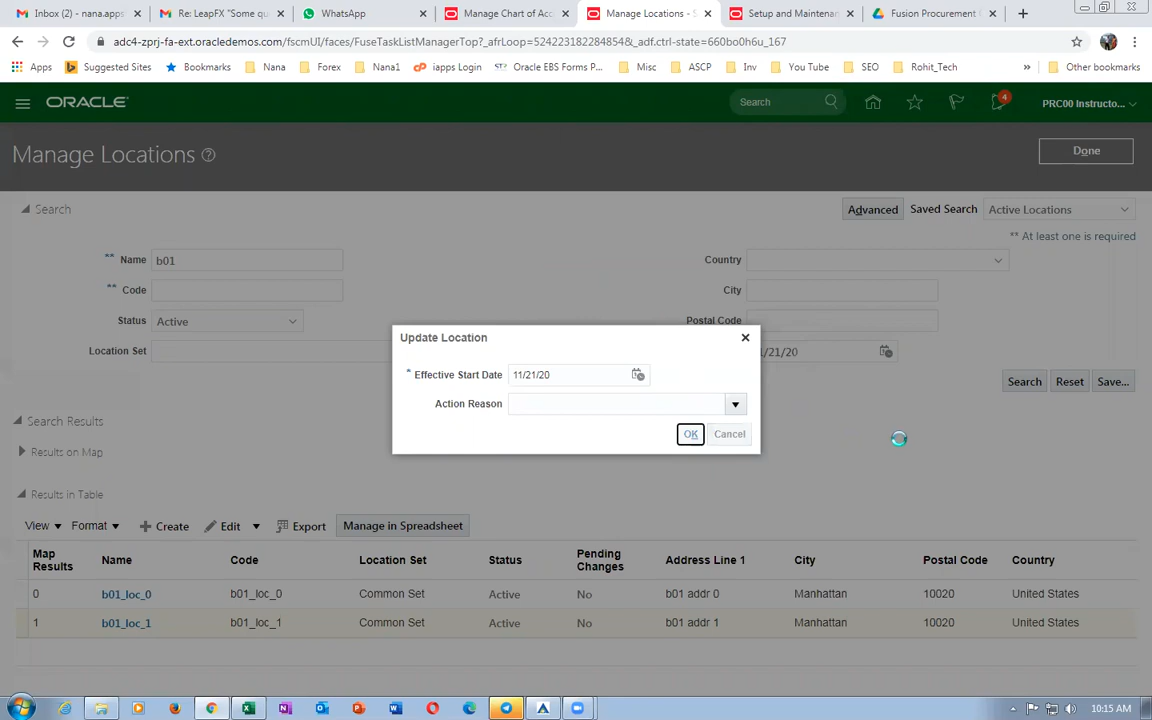 Inbox (2) - nana.apps
Re: LeapFX "Some qu
WhatsApp
Manage Chart of Acc
Manage Locations - S
Setup and Maintenan
Fusion Procurement
adc4-zprj-fa-ext.oracledemos.com/fscmUI/faces/FuseTaskListManagerTop?_afrLoop=5242231822848548_adf.ctrl-state=660bo0h6u_167
Apps
Suggested Sites
Bookmarks
Nana
Forex
Nana1
iapps Login
Oracle EBS Forms P...
Misc
ASCP
Inv
You Tube
SEO
Rohit_Tech
»
Other bookmarks
ORACLE
Search
4
PRC00 Instructo...
Manage Locations
Done
Search
Advanced
Saved Search
Active Locations
** At least one is required
** Name
b01
Country
** Code
City
Status
Active
Postal Code
Location Set
/21/20
Update Location
* Effective Start Date
11/21/20
Action Reason
OK
Cancel
Search
Reset
Save...
Search Results
Results on Map
Results in Table
View
Format
Create
Edit
Export
Manage in Spreadsheet
Map Results
Name
Code
Location Set
Status
Pending Changes
Address Line 1
City
Postal Code
Country
0
b01_loc_0
b01_loc_0
Common Set
Active
No
b01 addr 0
Manhattan
10020
United States
1
b01_loc_1
b01_loc_1
Common Set
Active
No
b01 addr 1
Manhattan
10020
United States
10:15 AM